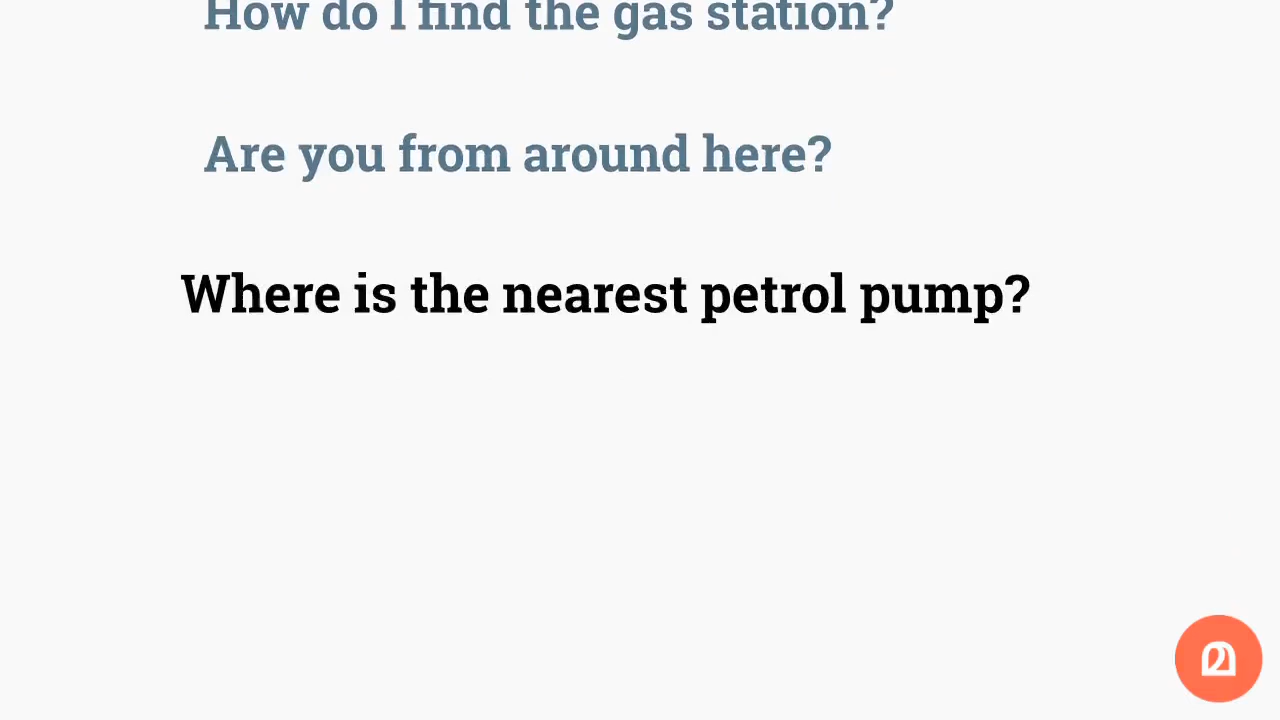 How do I find the gas station?
Are you from around here?
Where is the nearest petrol pump?
മ